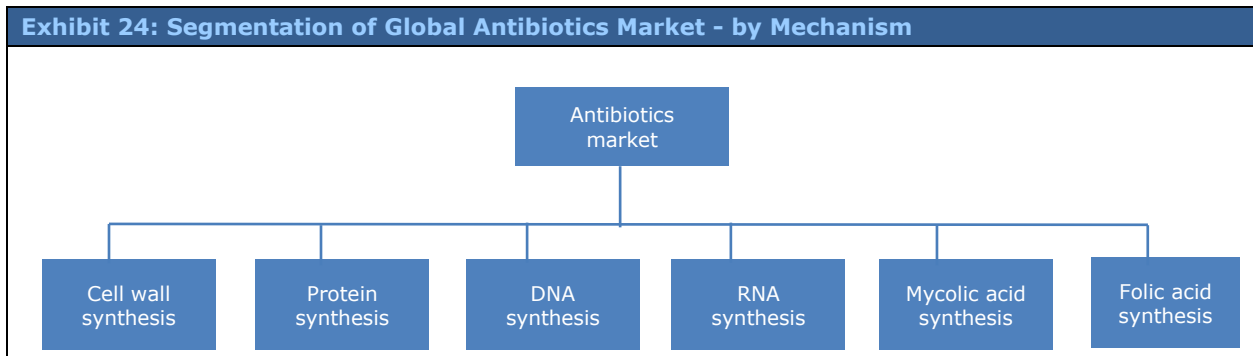 Exhibit 24: Segmentation of Global Antibiotics Market - by Mechanism
Antibiotics
market
Cell wall
synthesis
Protein
synthesis
DNA
synthesis
RNA
synthesis
Mycolic acid
synthesis
Folic acid
synthesis